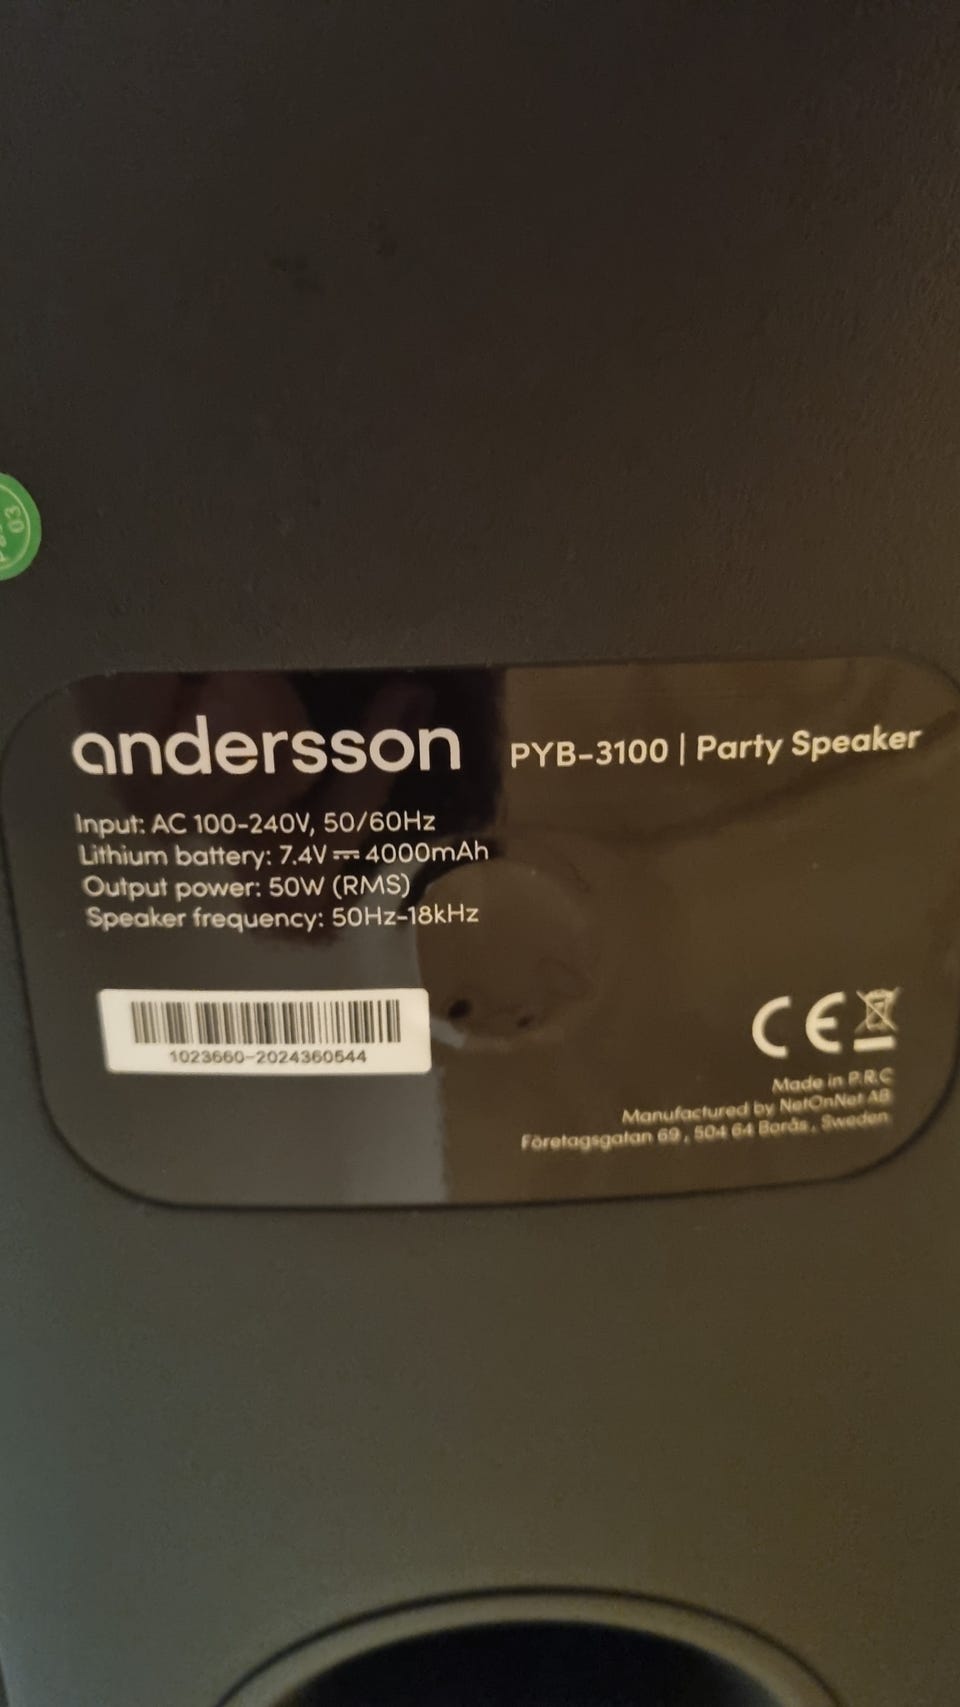 03
andersson
PYB-3100 | Party Speaker
Input: AC 100-240V, 50/60Hz
Lithium battery: 7.4V ⎓ 4000mAh
Output power: 50W (RMS)
Speaker frequency: 50Hz-18kHz
1023660-2024360544
CE
Made in P.R.C
Manufactured by NetOnNet AB
Företagsgatan 69 , 504 64 Borås , Sweden